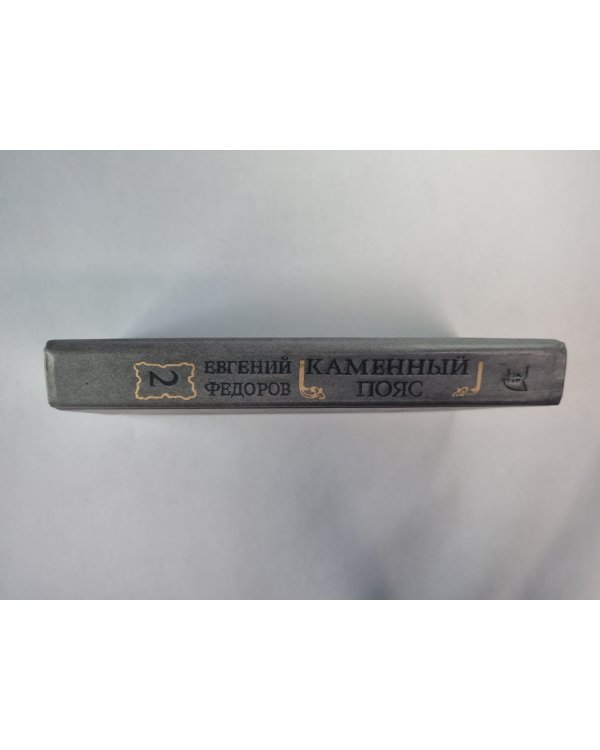 2
ЕВГЕНИЙ
ФЕДОРОВ
КАМЕННЫЙ
ПОЯС